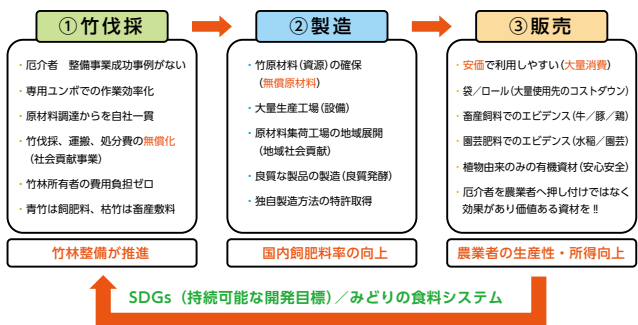 ①竹伐採
・厄介者　整備事業成功事例がない
・専用ユンボでの作業効率化
・原材料調達からを自社一貫
・竹伐採、運搬、処分費の無償化
（社会貢献事業）
・竹林所有者の費用負担ゼロ
・青竹は飼肥料、枯竹は畜産敷料
竹林整備が推進
②製造
・竹原材料（資源）の確保
（無償原材料）
・大量生産工場（設備）
・原材料集荷工場の地域展開
（地域社会貢献）
・良質な製品の製造（良質発酵）
・独自製造方法の特許取得
国内飼肥料率の向上
③販売
・安価で利用しやすい（大量消費）
・袋／ロール（大量使用先のコストダウン）
・畜産飼料でのエビデンス（牛／豚／鶏）
・園芸肥料でのエビデンス（水稲／園芸）
・植物由来のみの有機資材（安心安全）
・厄介者を農業者へ押し付けではなく
効果があり価値ある資材を‼
農業者の生産性・所得向上
SDGs（持続可能な開発目標）／みどりの食料システム